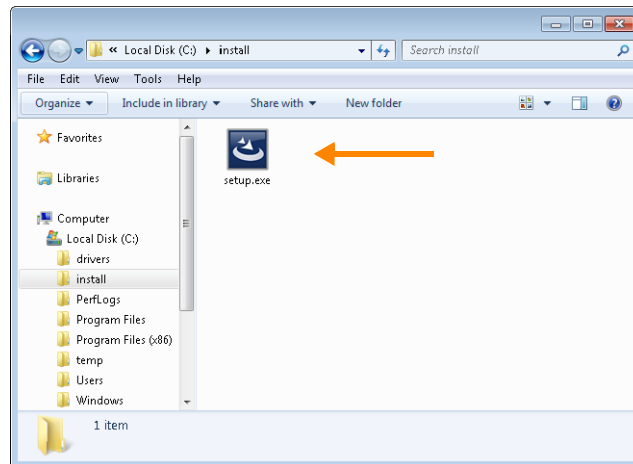 « Local Disk (C:) ▸ install
Search install
File Edit View Tools Help
Organize Include in library Share with New folder
Favorites
Libraries
Computer
Local Disk (C:)
drivers
install
PerfLogs
Program Files
Program Files (x86)
temp
Users
Windows
setup.exe
1 item